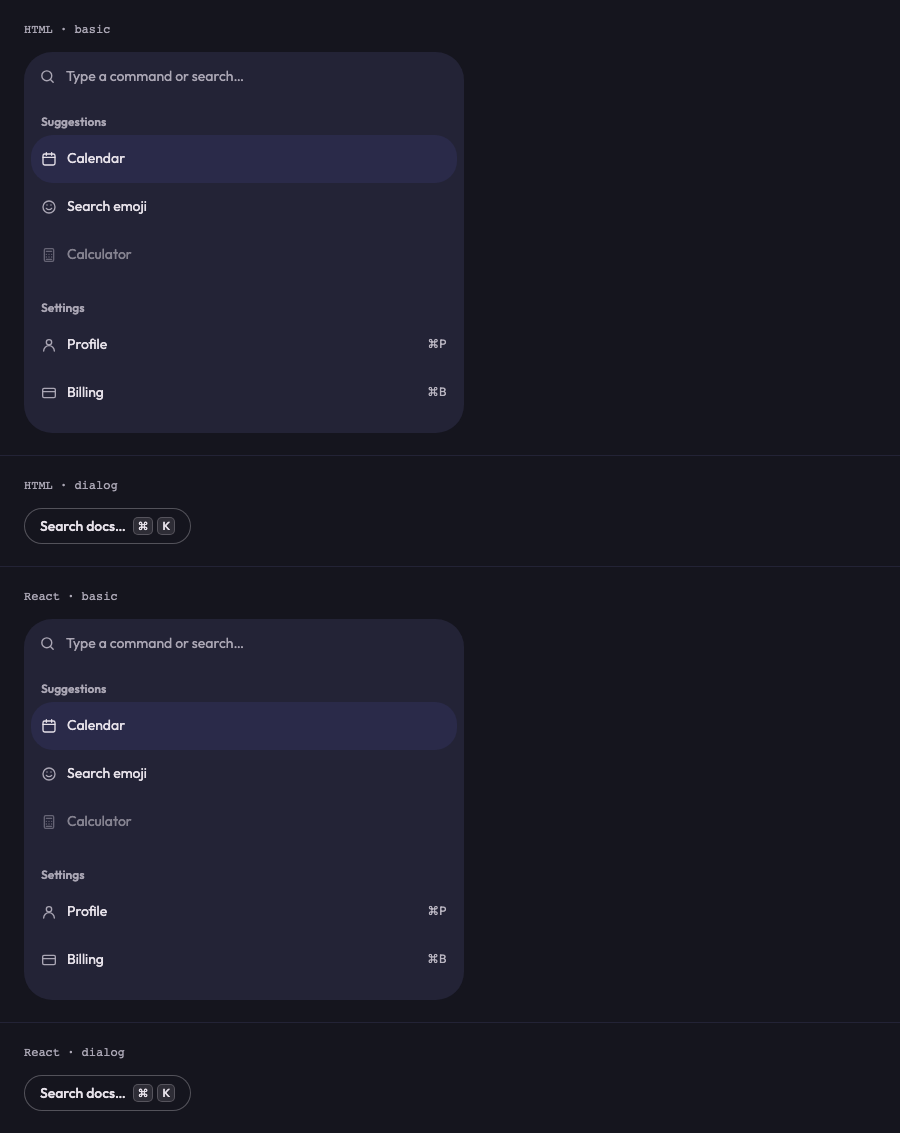 HTML • basic
Type a command or search...
Suggestions
Calendar
Search emoji
Calculator
Settings
Profile ⌘P
Billing ⌘B
HTML • dialog
Search docs... ⌘ K
React • basic
Type a command or search...
Suggestions
Calendar
Search emoji
Calculator
Settings
Profile ⌘P
Billing ⌘B
React • dialog
Search docs... ⌘ K